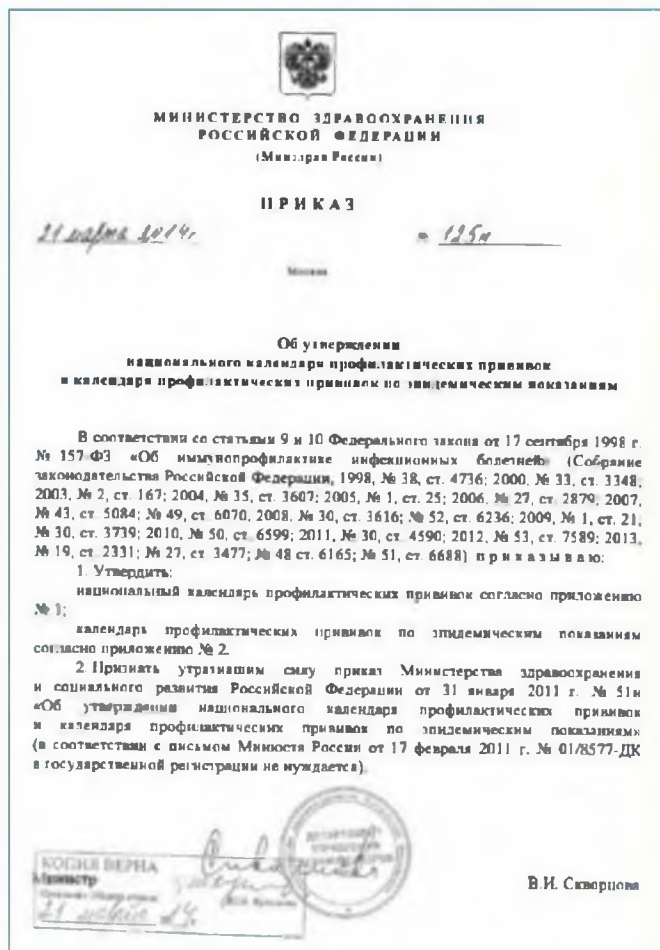 МИНИСТЕРСТВО ЗДРАВООХРАНЕНИЯ
РОССИЙСКОЙ ФЕДЕРАЦИИ
(Минздрав России)
ПРИКАЗ
21 марта 2014г. № 125н
Москва
Об утверждении
национального календаря профилактических прививок
и календаря профилактических прививок по эпидемическим показаниям
В соответствии со статьями 9 и 10 Федерального закона от 17 сентября 1998 г.
№ 157-ФЗ «Об иммунопрофилактике инфекционных болезней» (Собрание
законодательства Российской Федерации, 1998, № 38, ст. 4736; 2000, № 33, ст. 3348,
2003, № 2, ст. 167; 2004, № 35, ст. 3607; 2005, № 1, ст. 25; 2006, № 27, ст. 2879, 2007,
№ 43, ст. 5084; № 49, ст. 6070, 2008, № 30, ст. 3616; № 52, ст. 6236; 2009, № 1, ст. 21,
№ 30, ст. 3739; 2010, № 50, ст. 6599; 2011, № 30, ст. 4590; 2012, № 53, ст. 7589; 2013,
№ 19, ст. 2331; № 27, ст. 3477; № 48 ст. 6165; № 51, ст. 6688) приказываю:
1. Утвердить:
национальный календарь профилактических прививок согласно приложению
№ 1;
календарь профилактических прививок по эпидемическим показаниям
согласно приложению № 2.
2 Признать утратившим силу приказ Министерства здравоохранения
и социального развития Российской Федерации от 31 января 2011 г. № 51н
«Об утверждении национального календаря профилактических прививок
и календаря профилактических прививок по эпидемическим показаниям»
(в соответствии с письмом Минюста России от 17 февраля 2011 г. № 01/8577-ДК
в государственной регистрации не нуждается).
КОПИЯ ВЕРНА
Министр
В.И. Скворцова
21 марта 14г.